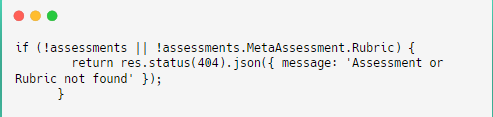 if (!assessments || !assessments.MetaAssessment.Rubric) {
        return res.status(404).json({ message: 'Assessment or
Rubric not found' });
      }